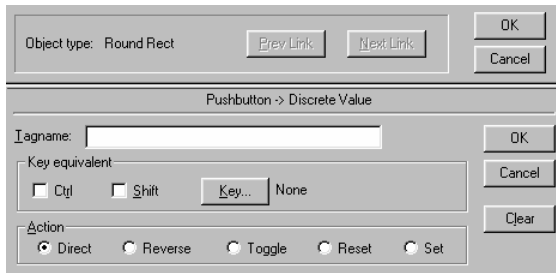 Object type: Round Rect Prev Link Next Link OK
Cancel
Pushbutton -> Discrete Value
Tagname: OK
Key equivalent
Ctrl Shift Key... None Cancel
Action Clear
Direct Reverse Toggle Reset Set